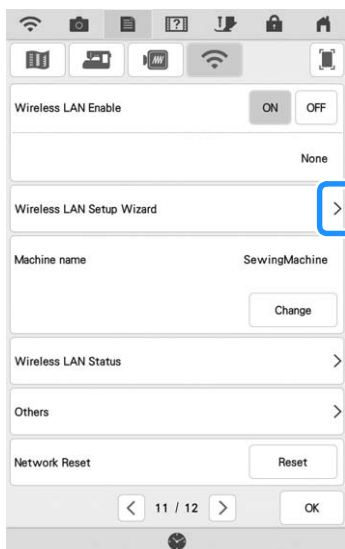 Wireless LAN Enable ON OFF
None
Wireless LAN Setup Wizard >
Machine name SewingMachine
Change
Wireless LAN Status >
Others >
Network Reset Reset
< 11 / 12 > OK